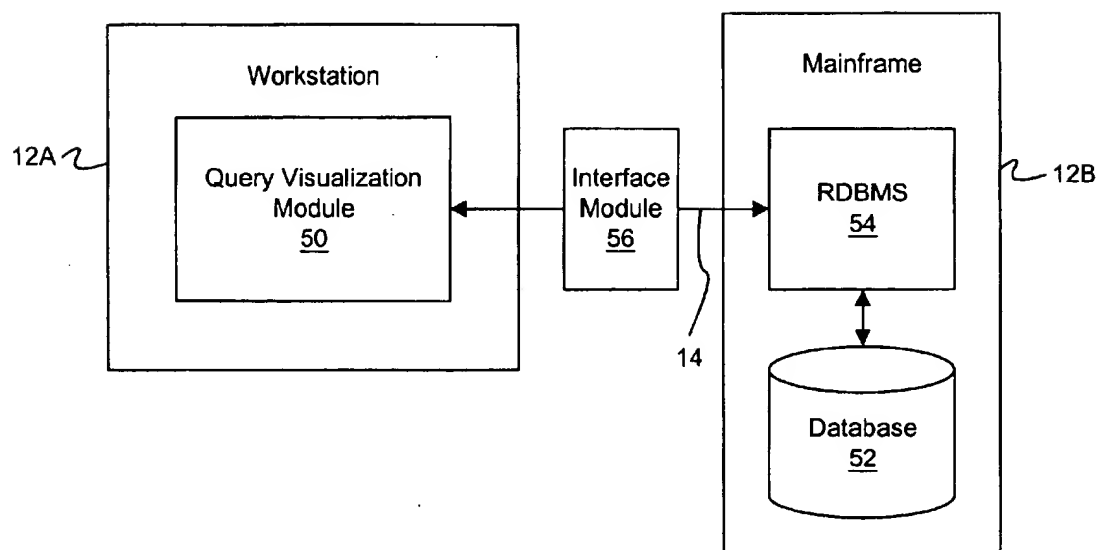 Workstation
Mainframe
12A
Query Visualization
Module
50
Interface
Module
56
RDBMS
54
12B
14
Database
52